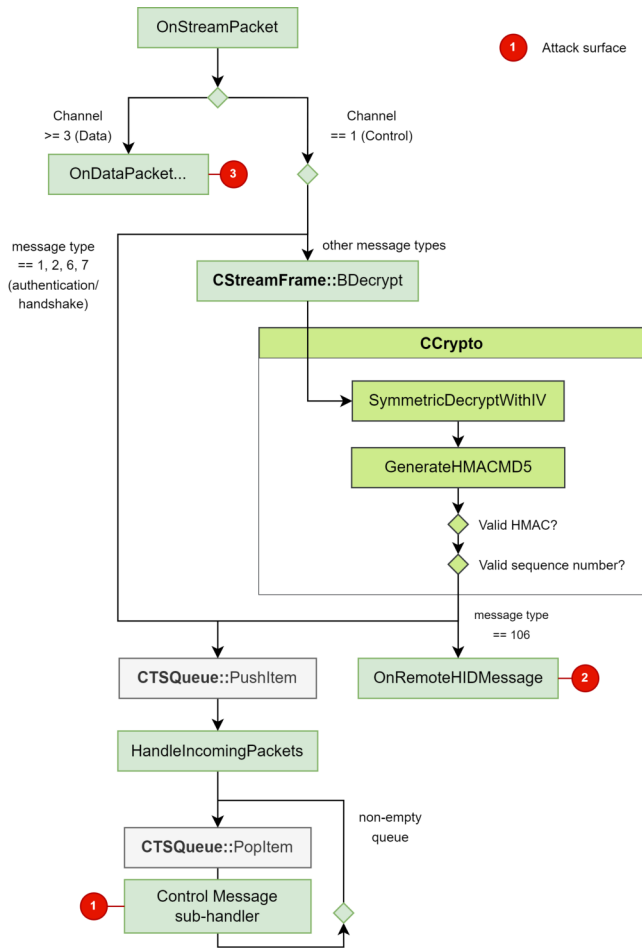 OnStreamPacket
1
Attack surface
Channel
>= 3 (Data)
Channel
== 1 (Control)
OnDataPacket...
3
message type
== 1, 2, 6, 7
(authentication/
handshake)
other message types
CStreamFrame::BDecrypt
CCrypto
SymmetricDecryptWithIV
GenerateHMACMD5
Valid HMAC?
Valid sequence number?
message type
== 106
CTSQueue::PushItem
OnRemoteHIDMessage
2
HandleIncomingPackets
non-empty
queue
CTSQueue::PopItem
1
Control Message
sub-handler